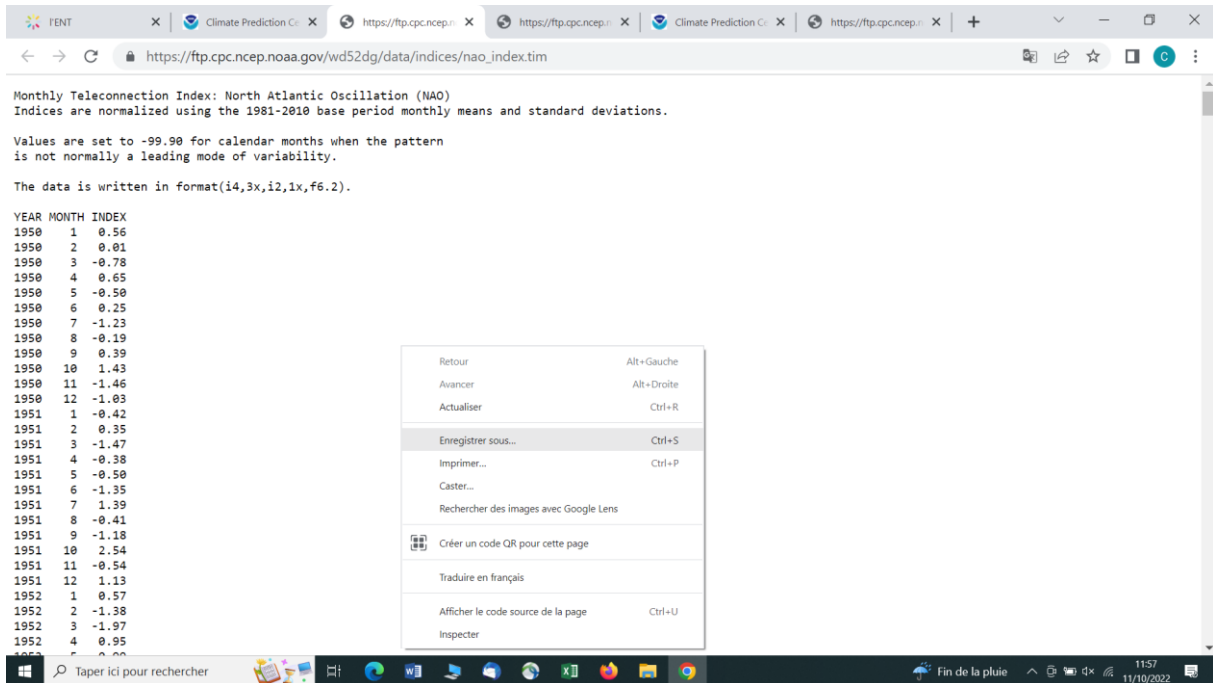 l'ENT
Climate Prediction Ce
https://ftp.cpc.ncep.n
https://ftp.cpc.ncep.n
Climate Prediction Ce
https://ftp.cpc.ncep.n
https://ftp.cpc.ncep.noaa.gov/wd52dg/data/indices/nao_index.tim
C
Monthly Teleconnection Index: North Atlantic Oscillation (NAO)
Indices are normalized using the 1981-2010 base period monthly means and standard deviations.
Values are set to -99.90 for calendar months when the pattern
is not normally a leading mode of variability.
The data is written in format(i4,3x,i2,1x,f6.2).
YEAR MONTH INDEX
1950 1 0.56
1950 2 0.01
1950 3 -0.78
1950 4 0.65
1950 5 -0.50
1950 6 0.25
1950 7 -1.23
1950 8 -0.19
1950 9 0.39
1950 10 1.43
1950 11 -1.46
1950 12 -1.03
1951 1 -0.42
1951 2 0.35
1951 3 -1.47
1951 4 -0.38
1951 5 -0.50
1951 6 -1.35
1951 7 1.39
1951 8 -0.41
1951 9 -1.18
1951 10 2.54
1951 11 -0.54
1951 12 1.13
1952 1 0.57
1952 2 -1.38
1952 3 -1.97
1952 4 0.95
Retour Alt+Gauche
Avancer Alt+Droite
Actualiser Ctrl+R
Enregistrer sous... Ctrl+S
Imprimer... Ctrl+P
Caster...
Rechercher des images avec Google Lens
Créer un code QR pour cette page
Traduire en français
Afficher le code source de la page Ctrl+U
Inspecter
Taper ici pour rechercher
Fin de la pluie
11:57
11/10/2022